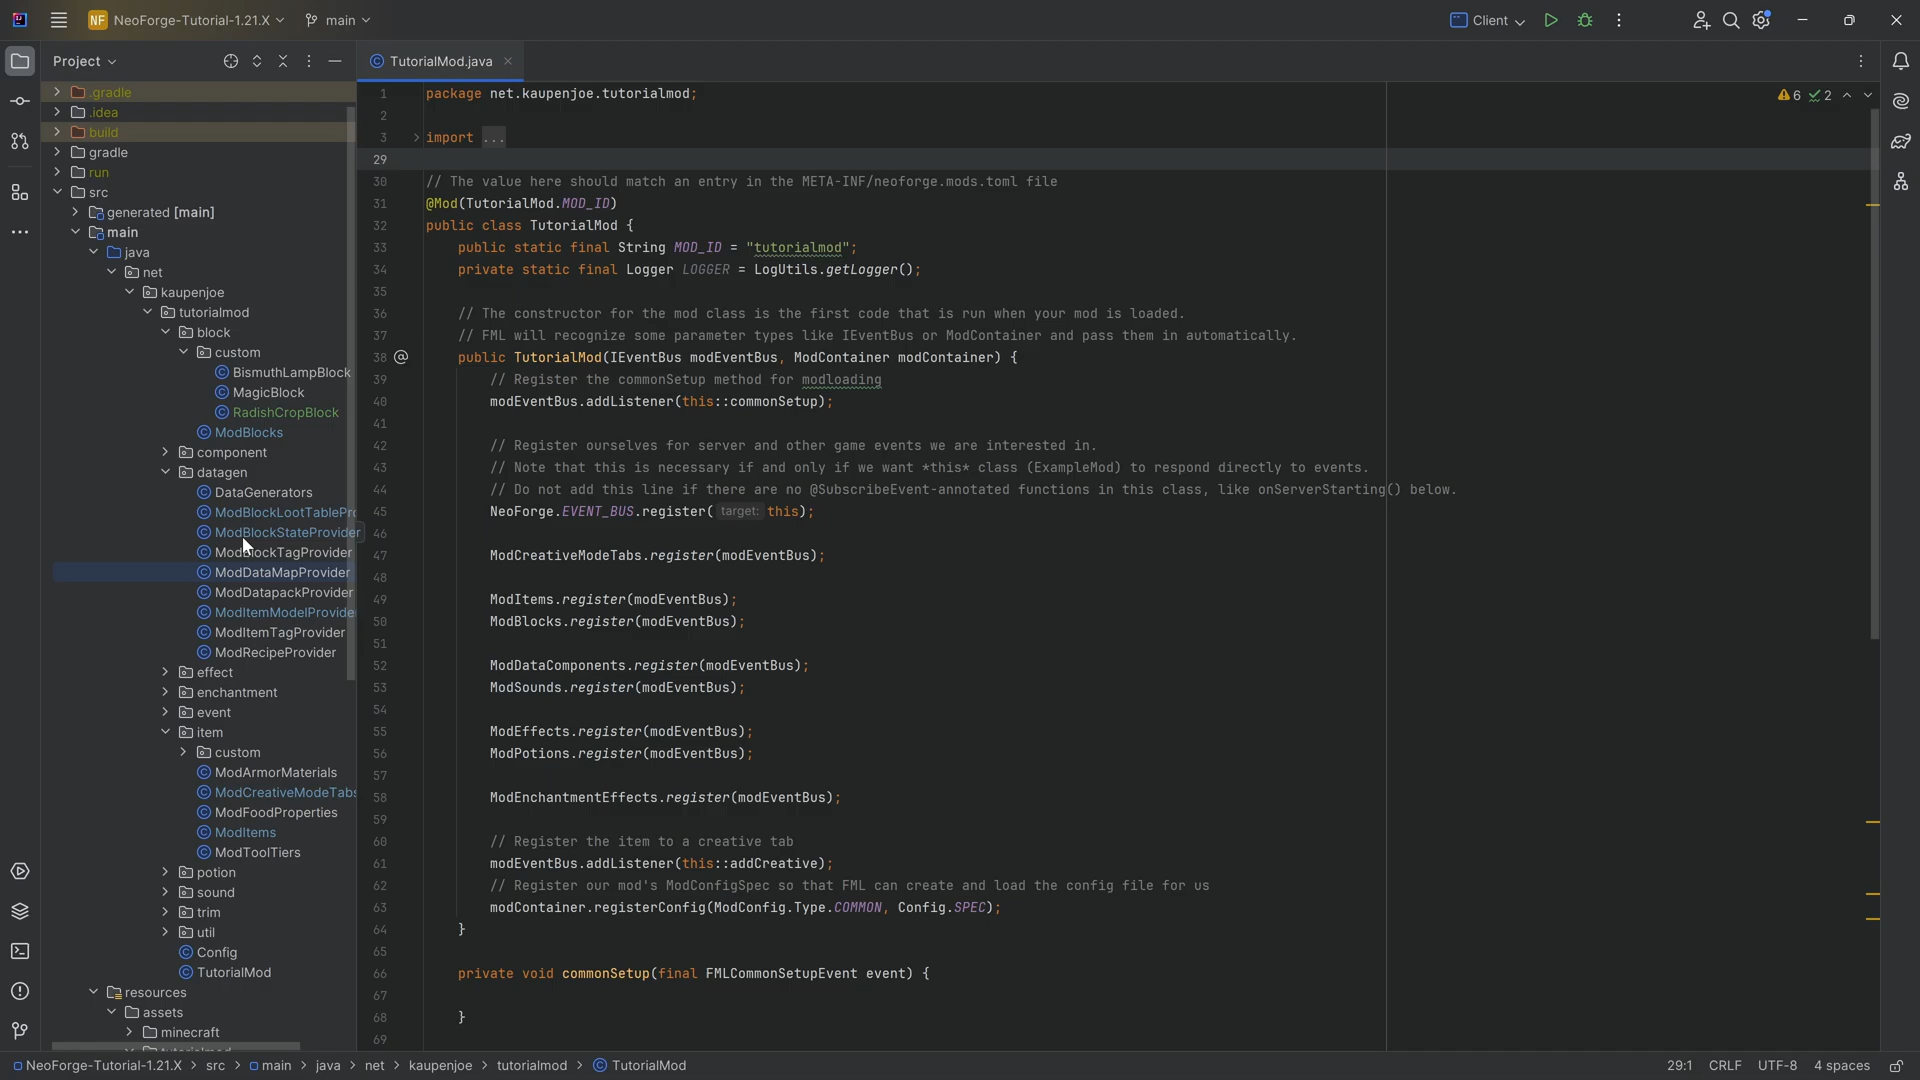 NF NeoForge-Tutorial-1.21.X main Client
Project
TutorialMod.java
.gradle
.idea
build
gradle
run
src
generated [main]
main
java
net
kaupenjoe
tutorialmod
block
custom
BismuthLampBlock
MagicBlock
RadishCropBlock
ModBlocks
component
datagen
DataGenerators
ModBlockLootTablePro
ModBlockStateProvider
ModBlockTagProvider
ModDataMapProvider
ModDatapackProvider
ModItemModelProvide
ModItemTagProvider
ModRecipeProvider
effect
enchantment
event
item
custom
ModArmorMaterials
ModCreativeModeTabs
ModFoodProperties
ModItems
ModToolTiers
potion
sound
trim
util
Config
TutorialMod
resources
assets
minecraft
tutorialmod
6 2
1 package net.kaupenjoe.tutorialmod;
2
3 import ...
29
30 // The value here should match an entry in the META-INF/neoforge.mods.toml file
31 @Mod(TutorialMod.MOD_ID)
32 public class TutorialMod {
33 public static final String MOD_ID = "tutorialmod";
34 private static final Logger LOGGER = LogUtils.getLogger();
35
36 // The constructor for the mod class is the first code that is run when your mod is loaded.
37 // FML will recognize some parameter types like IEventBus or ModContainer and pass them in automatically.
38 @ public TutorialMod(IEventBus modEventBus, ModContainer modContainer) {
39 // Register the commonSetup method for modloading
40 modEventBus.addListener(this::commonSetup);
41
42 // Register ourselves for server and other game events we are interested in.
43 // Note that this is necessary if and only if we want *this* class (ExampleMod) to respond directly to events.
44 // Do not add this line if there are no @SubscribeEvent-annotated functions in this class, like onServerStarting() below.
45 NeoForge.EVENT_BUS.register( target: this);
46
47 ModCreativeModeTabs.register(modEventBus);
48
49 ModItems.register(modEventBus);
50 ModBlocks.register(modEventBus);
51
52 ModDataComponents.register(modEventBus);
53 ModSounds.register(modEventBus);
54
55 ModEffects.register(modEventBus);
56 ModPotions.register(modEventBus);
57
58 ModEnchantmentEffects.register(modEventBus);
59
60 // Register the item to a creative tab
61 modEventBus.addListener(this::addCreative);
62 // Register our mod's ModConfigSpec so that FML can create and load the config file for us
63 modContainer.registerConfig(ModConfig.Type.COMMON, Config.SPEC);
64 }
65
66 private void commonSetup(final FMLCommonSetupEvent event) {
67
68 }
69
NeoForge-Tutorial-1.21.X > src > main > java > net > kaupenjoe > tutorialmod > TutorialMod 29:1 CRLF UTF-8 4 spaces